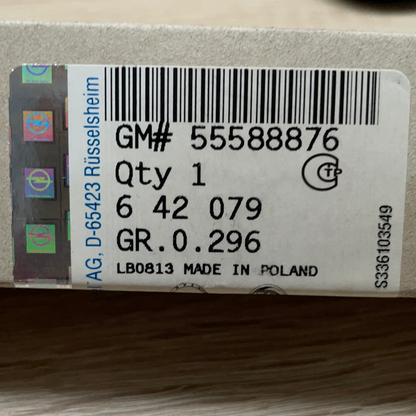 GM# 55588876
Qty 1
6 42 079
GR.0.296
LB0813 MADE IN POLAND
AG, D-65423 Rüsselsheim
S336103549